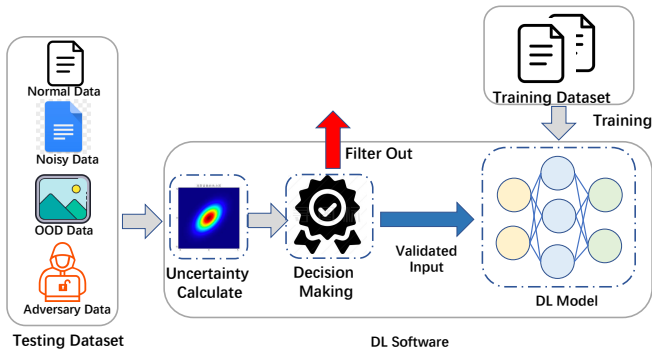 Normal Data
Noisy Data
OOD Data
Adversary Data
Testing Dataset
Uncertainty
Calculate
Filter Out
Decision
Making
Validated
Input
Training Dataset
Training
DL Model
DL Software